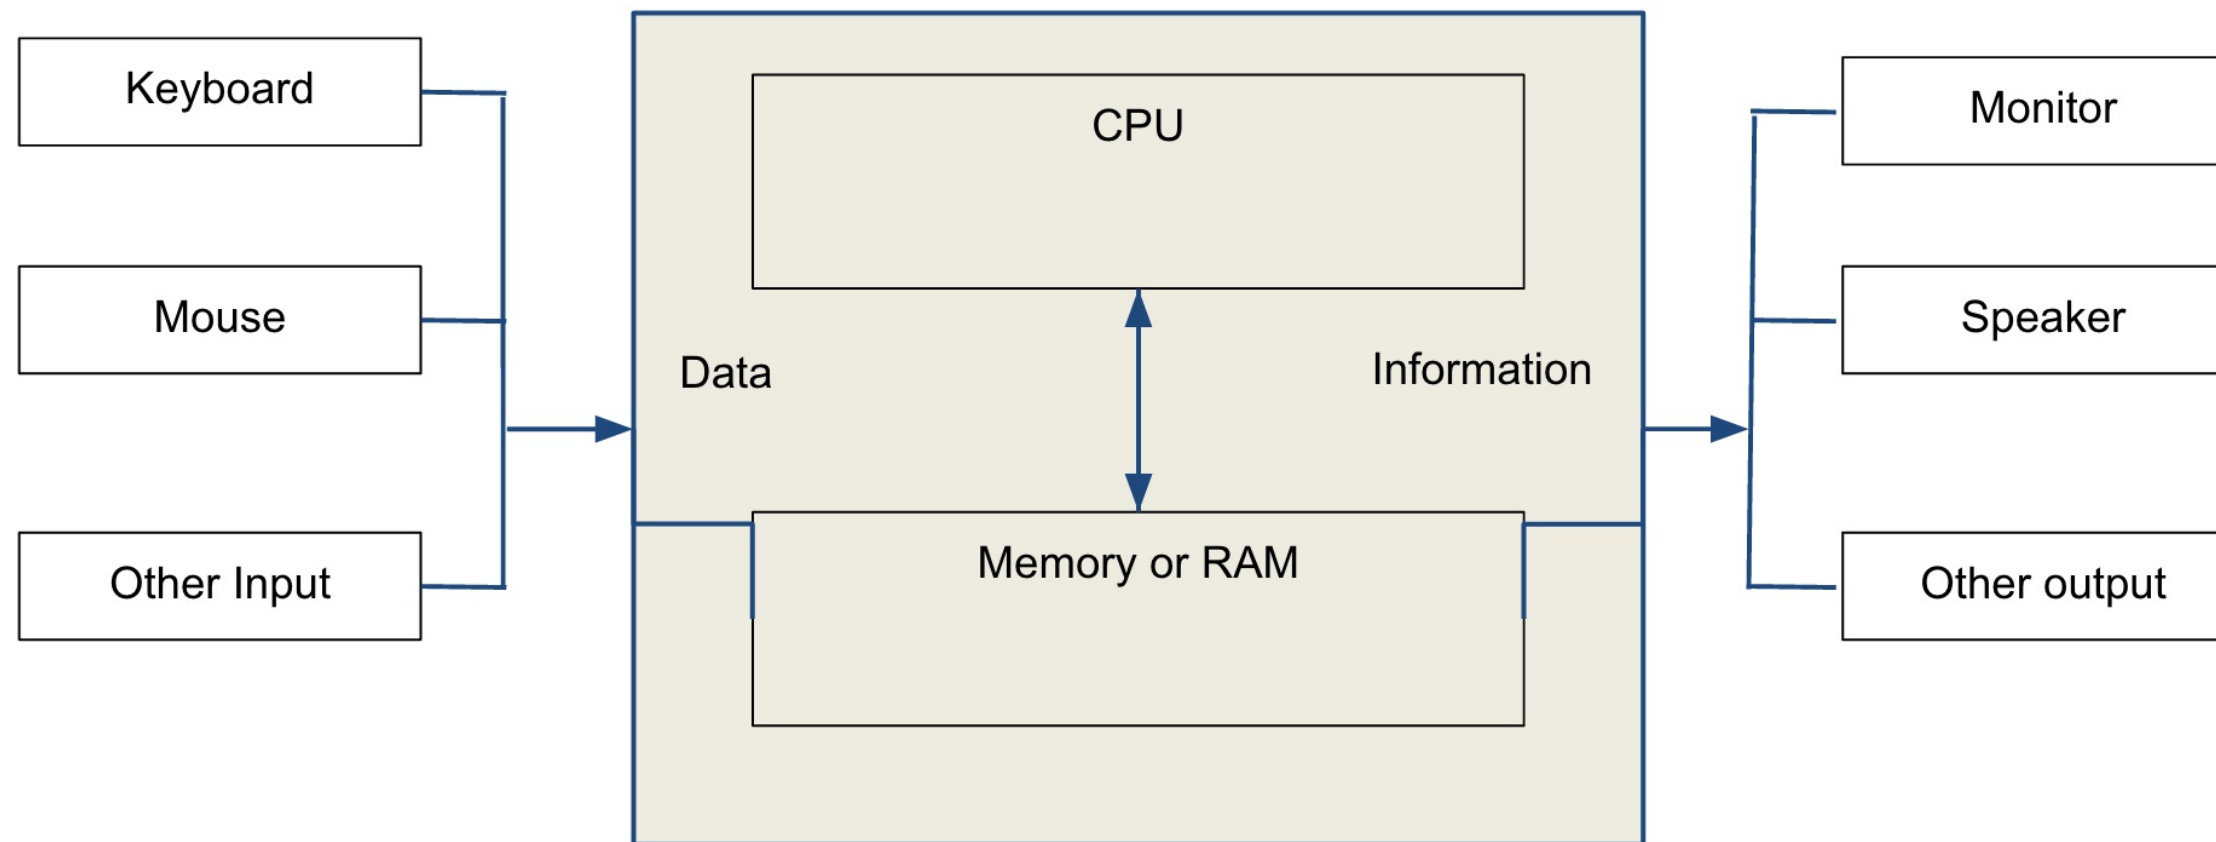 Keyboard
Mouse
Other Input
CPU
Data
Information
Memory or RAM
Monitor
Speaker
Other output